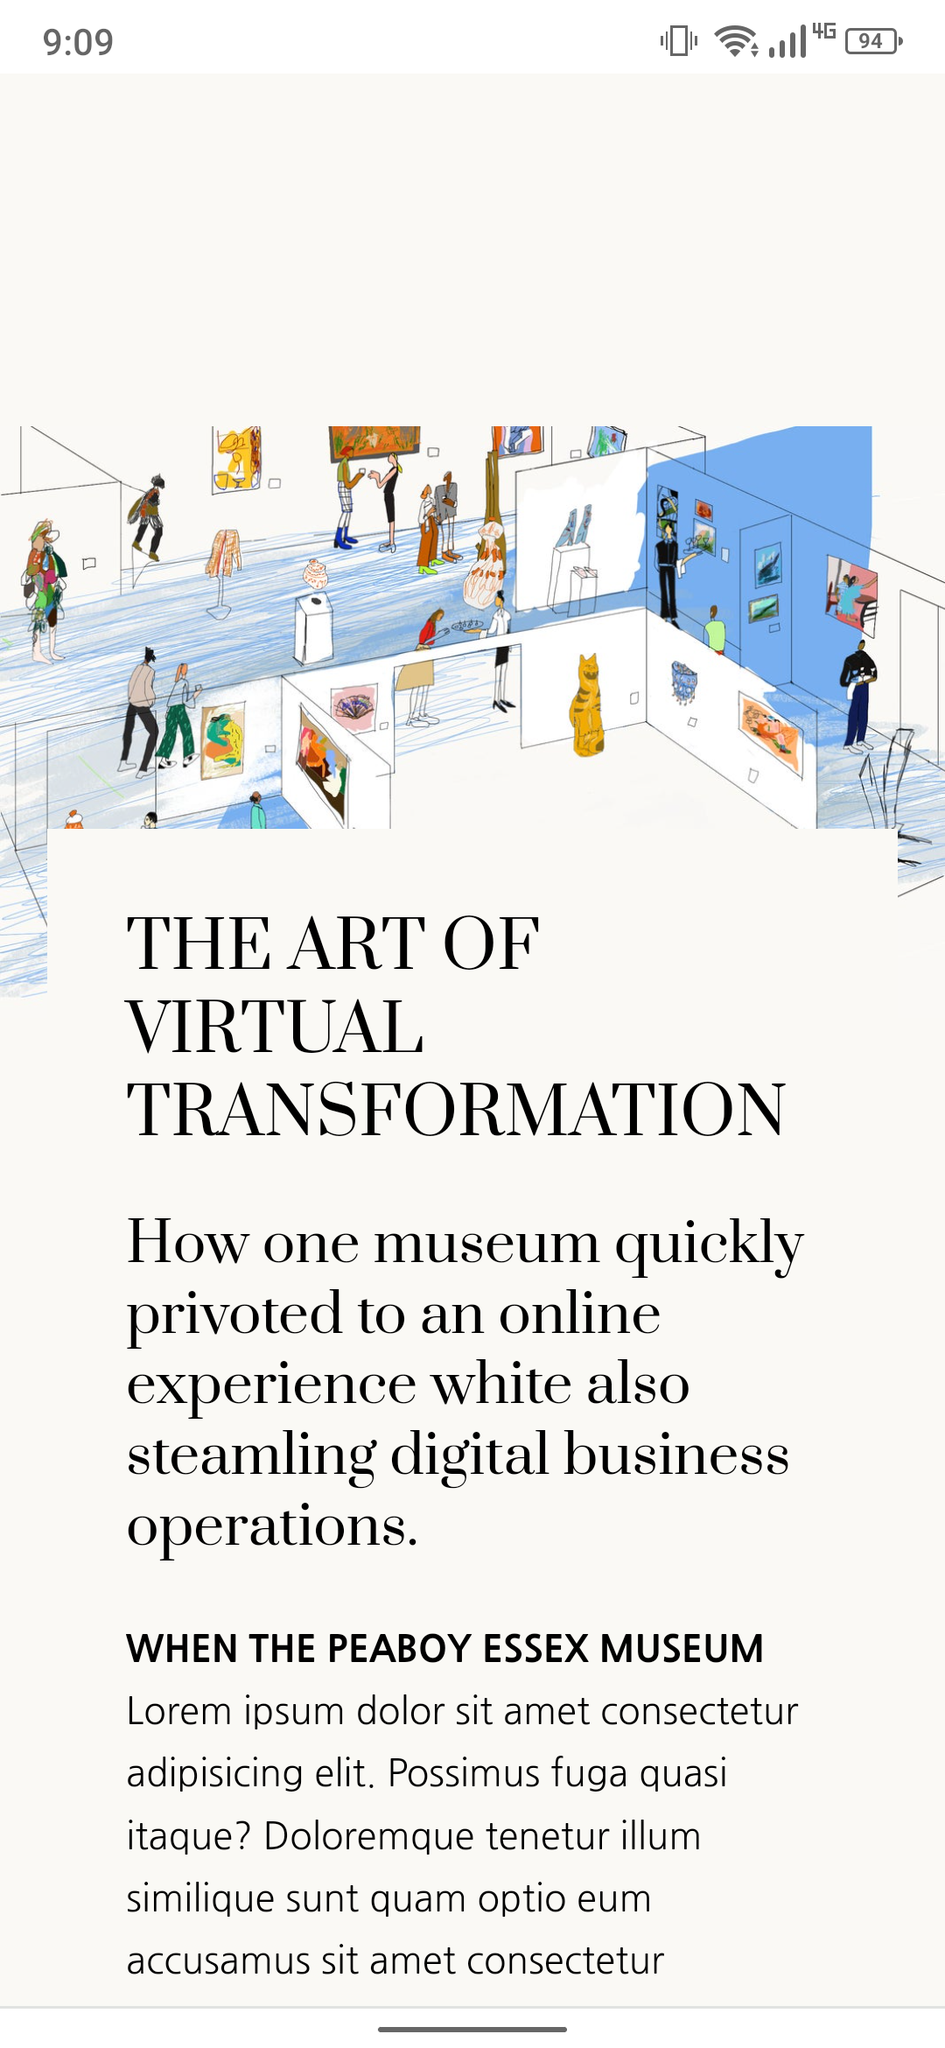 9:09
4G
94
THE ART OF
VIRTUAL
TRANSFORMATION
How one museum quickly
privoted to an online
experience white also
steamling digital business
operations.
WHEN THE PEABOY ESSEX MUSEUM
Lorem ipsum dolor sit amet consectetur
adipisicing elit. Possimus fuga quasi
itaque? Doloremque tenetur illum
similique sunt quam optio eum
accusamus sit amet consectetur